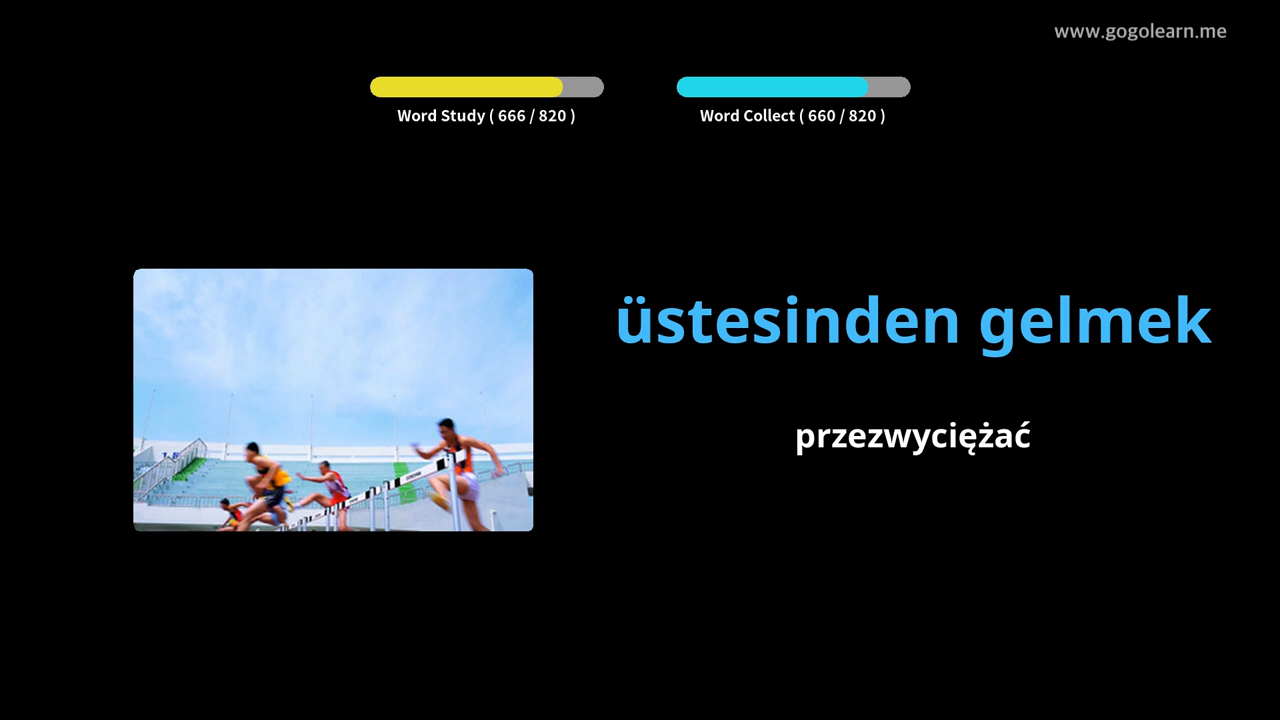 www.gogolearn.me
Word Study ( 666 / 820 )
Word Collect ( 660 / 820 )
üstesinden gelmek
przezwyciężać